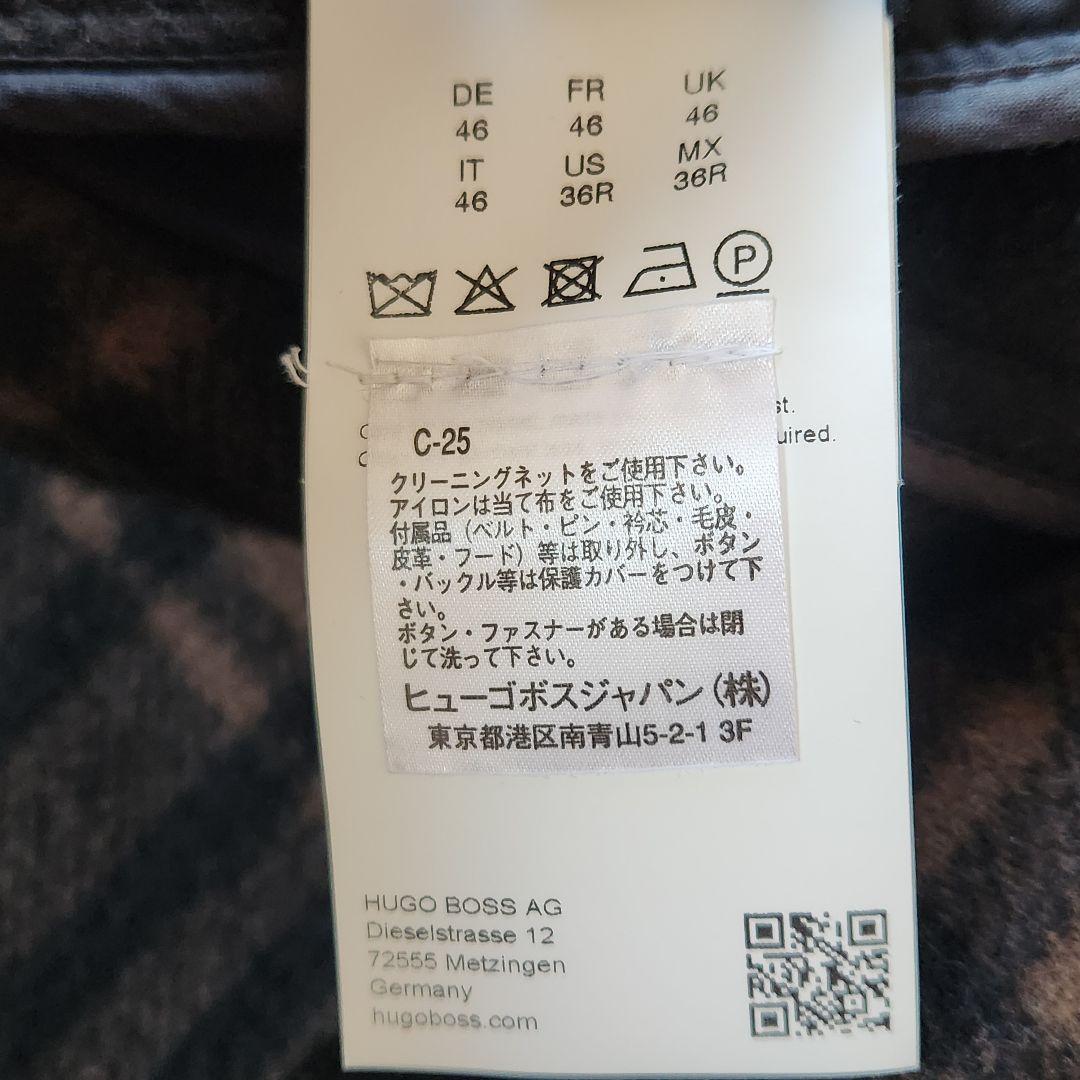 DE FR UK
46 46 46
IT US MX
46 36R 36R
P
st.
uired.
C-25
クリーニングネットをご使用下さい。
アイロンは当て布をご使用下さい。
付属品（ベルト・ピン・衿芯・毛皮・
皮革・フード）等は取り外し、ボタン
・バックル等は保護カバーをつけて下
さい。
ボタン・ファスナーがある場合は閉
じて洗って下さい。
ヒューゴボスジャパン(株)
東京都港区南青山5-2-1 3F
HUGO BOSS AG
Dieselstrasse 12
72555 Metzingen
Germany
hugoboss.com